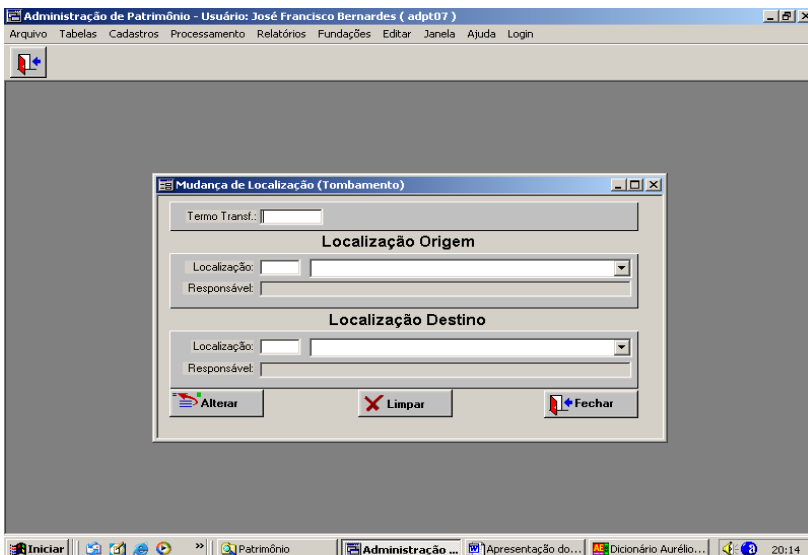 Administração de Patrimônio - Usuário: José Francisco Bernardes ( adpt07 )
Arquivo Tabelas Cadastros Processamento Relatórios Fundações Editar Janela Ajuda Login
Mudança de Localização (Tombamento)
Termo Transf.:
Localização Origem
Localização:
Responsável:
Localização Destino
Localização:
Responsável:
Alterar Limpar Fechar
Iniciar » Patrimônio Administração ... Apresentação do... Dicionário Aurélio... 20:14